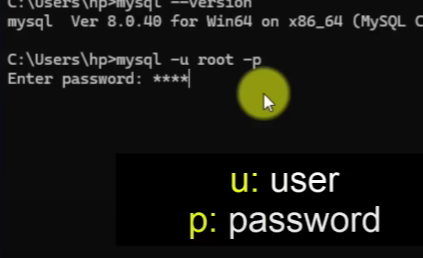 C:\Users\hp>mysql --version
mysql  Ver 8.0.40 for Win64 on x86_64 (MySQL C
C:\Users\hp>mysql -u root -p
Enter password: ****
u: user
p: password